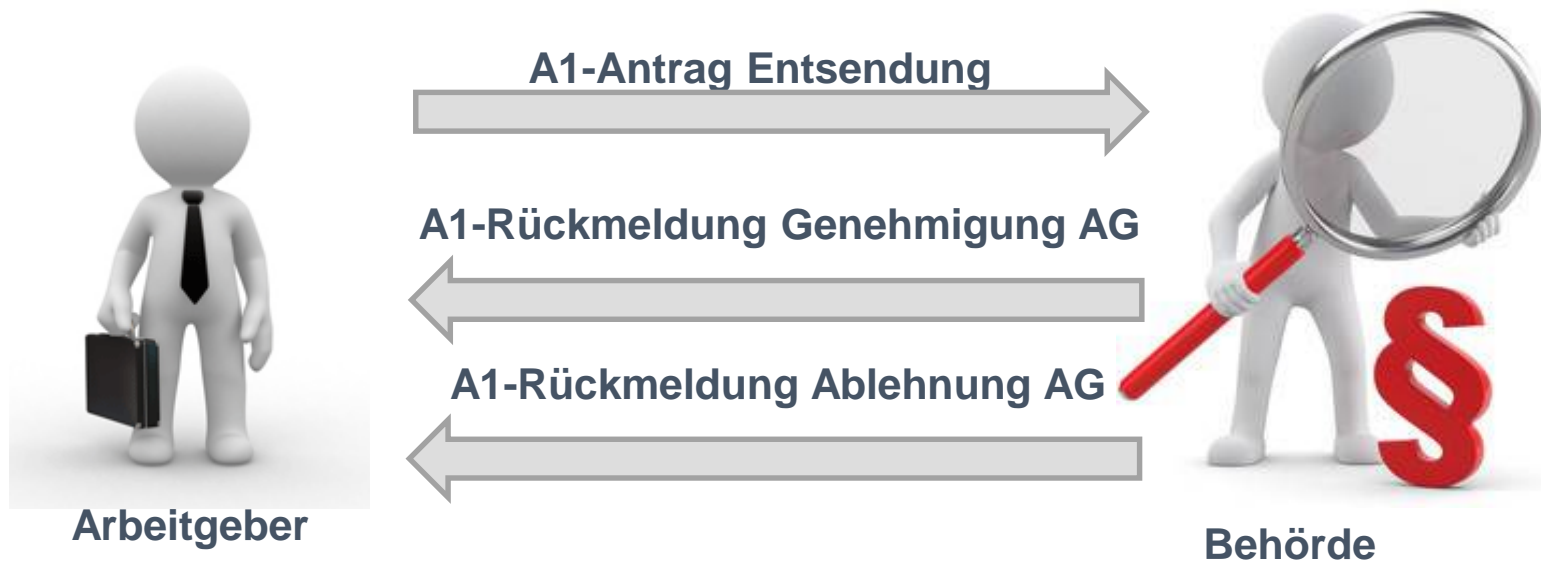 A1-Antrag Entsendung
A1-Rückmeldung Genehmigung AG
A1-Rückmeldung Ablehnung AG
§
Arbeitgeber
Behörde